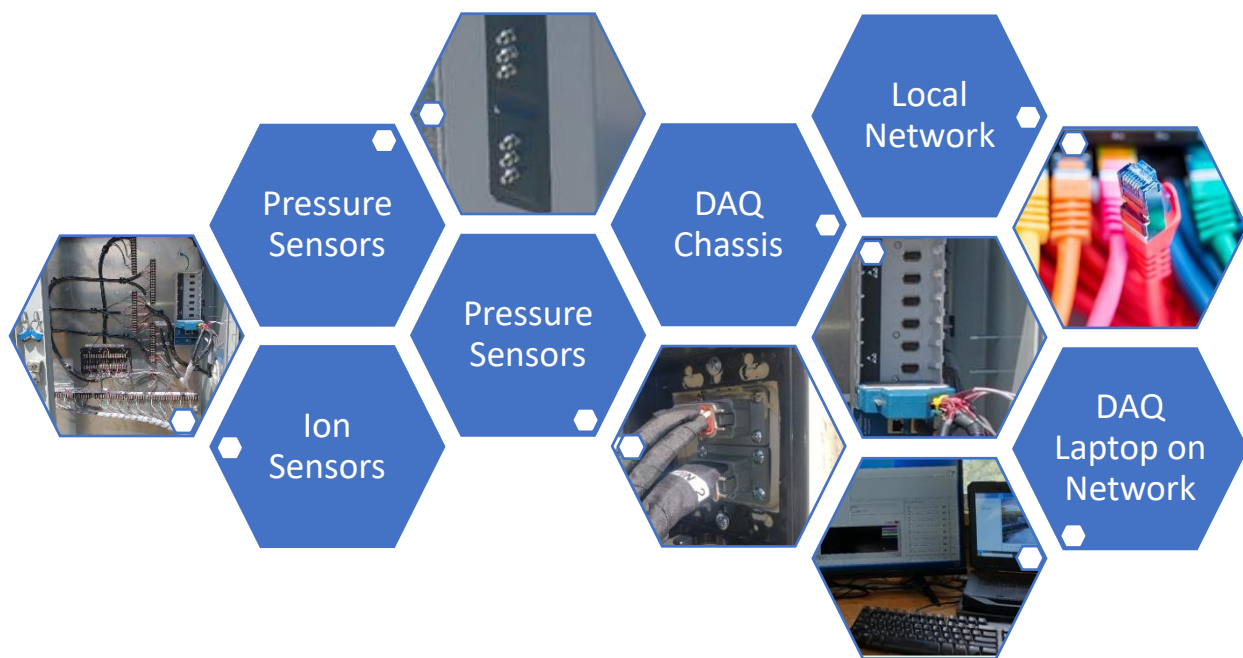 Local
Network
Pressure
Sensors
DAQ
Chassis
Pressure
Sensors
Ion
Sensors
DAQ
Laptop on
Network